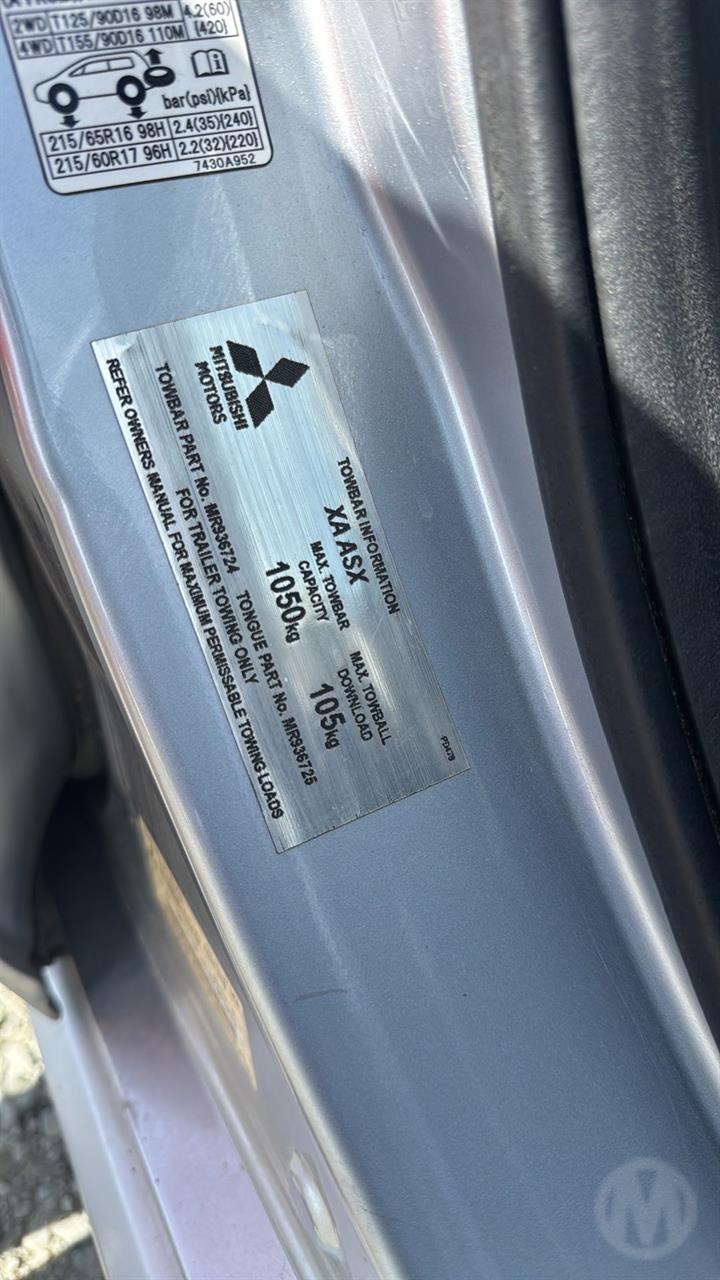 2WD T125/90D16 98M 4.2(60)
4WD T155/90D16 110M [420]
bar(psi)[kPa]
215/65R16 98H 2.4(35)[240]
215/60R17 96H 2.2(32)[220]
7430A952
MITSUBISHI
MOTORS
TOWBAR INFORMATION
XA ASX
MAX. TOWBAR
CAPACITY
1050kg
MAX. TOWBALL
DOWNLOAD
105kg
TOWBAR PART No. MR936724 TONGUE PART No. MR936725
FOR TRAILER TOWING ONLY
REFER OWNERS MANUAL FOR MAXIMUM PERMISSABLE TOWING LOADS
M